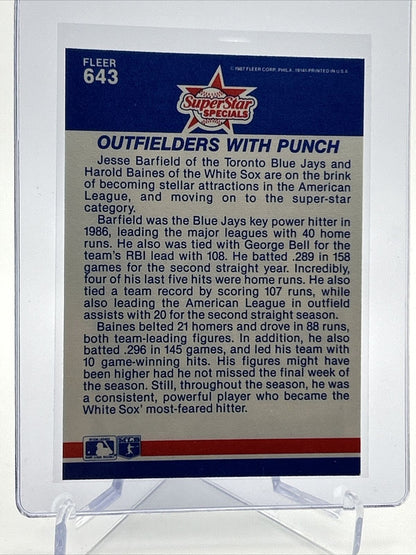 FLEER
643
© 1987 FLEER CORP., PHILA., 19141 PRINTED IN U.S.A.
SuperStar
SPECIALS
OUTFIELDERS WITH PUNCH
Jesse Barfield of the Toronto Blue Jays and
Harold Baines of the White Sox are on the brink
of becoming stellar attractions in the American
League, and moving on to the super-star
category.
Barfield was the Blue Jays key power hitter in
1986, leading the major leagues with 40 home
runs. He also was tied with George Bell for the
team's RBI lead with 108. He batted .289 in 158
games for the second straight year. Incredibly,
four of his last five hits were home runs. He also
tied a team record by scoring 107 runs, while
also leading the American League in outfield
assists with 20 for the second straight season.
Baines belted 21 homers and drove in 88 runs,
both team-leading figures. In addition, he also
batted .296 in 145 games, and led his team with
10 game-winning hits. His figures might have
been higher had he not missed the final week of
the season. Still, throughout the season, he was
a consistent, powerful player who became the
White Sox' most-feared hitter.